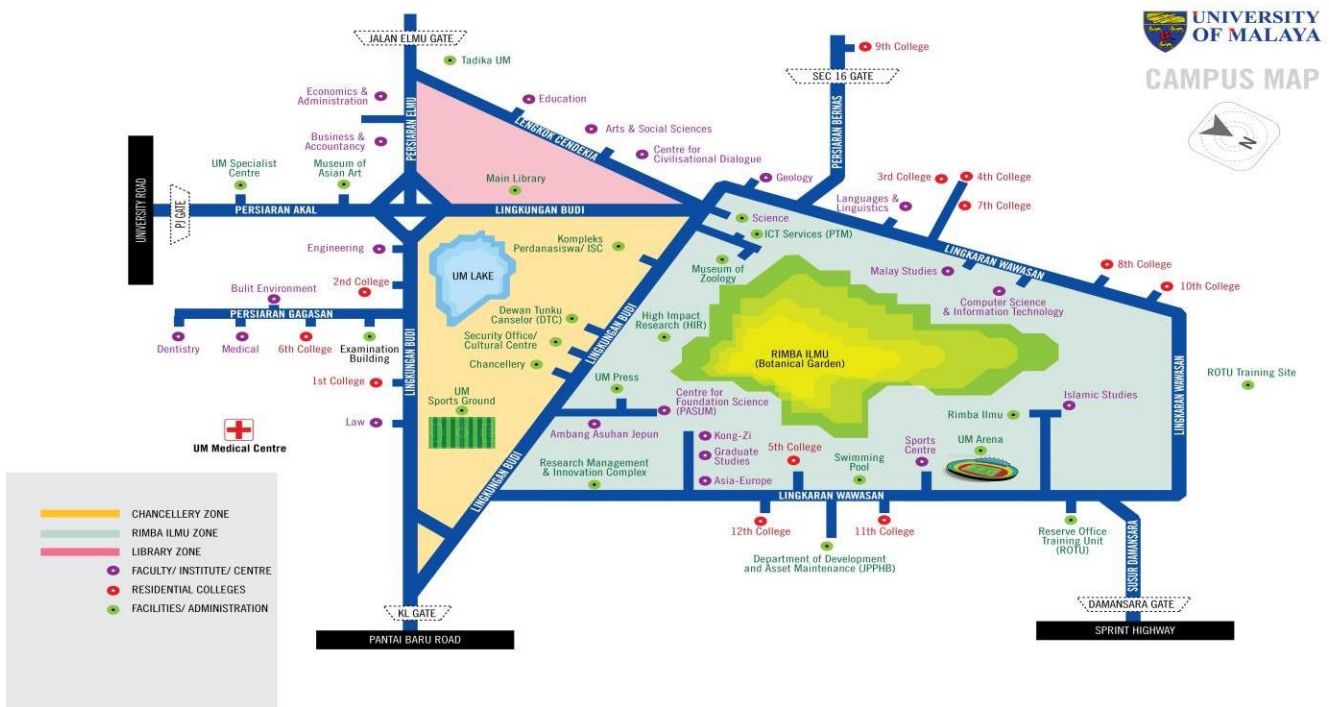 UNIVERSITY
OF MALAYA
CAMPUS MAP
N
JALAN ELMU GATE
Tadika UM
9th College
SEC 16 GATE
Economics &
Administration
Education
PERSIARAN ELMU
LENGKOK CENDEKIA
Arts & Social Sciences
PERSIARAN BERNAS
Business &
Accountancy
Centre for
Civilisational Dialogue
UM Specialist
Centre
Museum of
Asian Art
Main Library
Geology
3rd College
4th College
7th College
Languages &
Linguistics
UNIVERSITY ROAD
PJ GATE
PERSIARAN AKAL
LINGKUNGAN BUDI
Science
ICT Services (PTM)
LINGKARAN WAWASAN
Engineering
Kompleks
Perdanasiswa/ ISC
Museum of
Zoology
Malay Studies
8th College
10th College
UM LAKE
2nd College
Bulit Environment
Computer Science
& Information Technology
PERSIARAN GAGASAN
Dentistry
Medical
6th College
Examination
Building
LINGKUNGAN BUDI
Dewan Tunku
Canselor (DTC)
Security Office/
Cultural Centre
Chancellery
LINGKUNGAN BUDI
High Impact
Research (HIR)
RIMBA ILMU
(Botanical Garden)
LINGKARAN WAWASAN
ROTU Training Site
1st College
UM
Sports Ground
UM Press
Centre for
Foundation Science
(PASUM)
Islamic Studies
Rimba Ilmu
Law
Ambang Asuhan Jepun
UM Medical Centre
Kong-Zi
Graduate
Studies
Asia-Europe
5th College
Swimming
Pool
Sports
Centre
UM Arena
Research Management
& Innovation Complex
LINGKUNGAN BUDI
LINGKARAN WAWASAN
12th College
11th College
Department of Development
and Asset Maintenance (JPPHB)
Reserve Office
Training Unit
(ROTU)
SUSUR DAMANSARA
CHANCELLERY ZONE
RIMBA ILMU ZONE
LIBRARY ZONE
FACULTY/ INSTITUTE/ CENTRE
RESIDENTIAL COLLEGES
FACILITIES/ ADMINISTRATION
KL GATE
PANTAI BARU ROAD
DAMANSARA GATE
SPRINT HIGHWAY